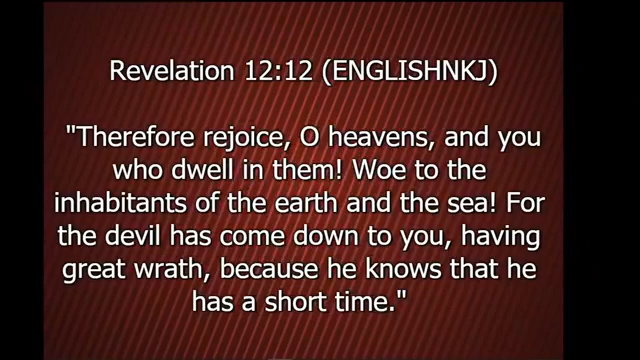 Revelation 12:12 (ENGLISHNKJ)
"Therefore rejoice, O heavens, and you
who dwell in them! Woe to the
inhabitants of the earth and the sea! For
the devil has come down to you, having
great wrath, because he knows that he
has a short time."